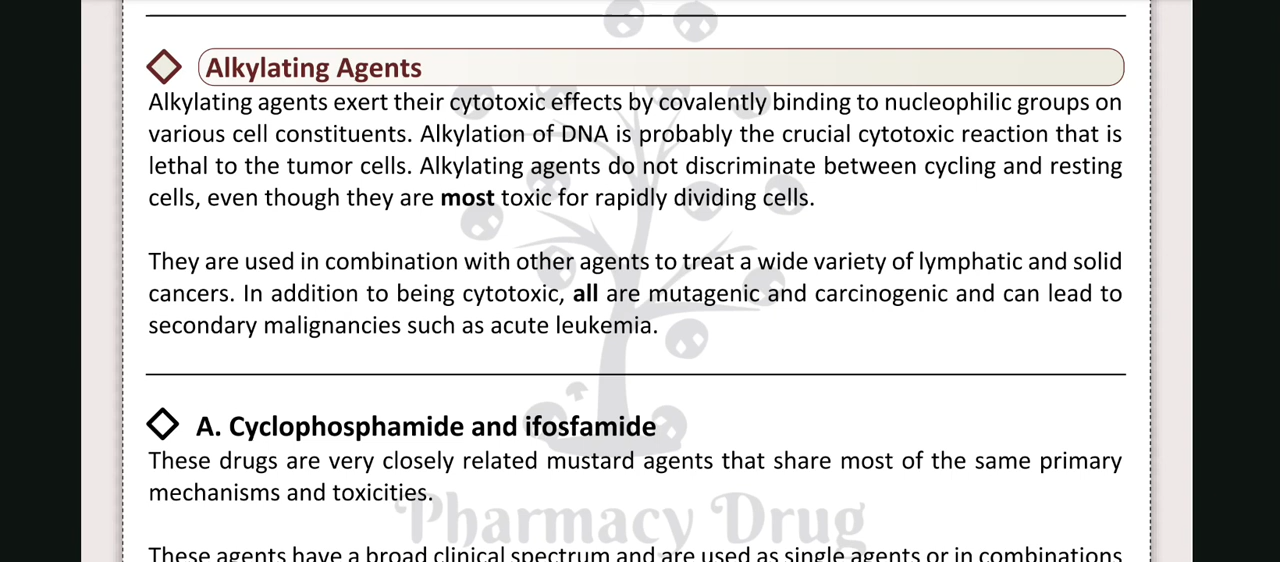 Alkylating Agents
Alkylating agents exert their cytotoxic effects by covalently binding to nucleophilic groups on
various cell constituents. Alkylation of DNA is probably the crucial cytotoxic reaction that is
lethal to the tumor cells. Alkylating agents do not discriminate between cycling and resting
cells, even though they are most toxic for rapidly dividing cells.
They are used in combination with other agents to treat a wide variety of lymphatic and solid
cancers. In addition to being cytotoxic, all are mutagenic and carcinogenic and can lead to
secondary malignancies such as acute leukemia.
A. Cyclophosphamide and ifosfamide
These drugs are very closely related mustard agents that share most of the same primary
mechanisms and toxicities.
Pharmacy Drug
These agents have a broad clinical spectrum and are used as single agents or in combinations